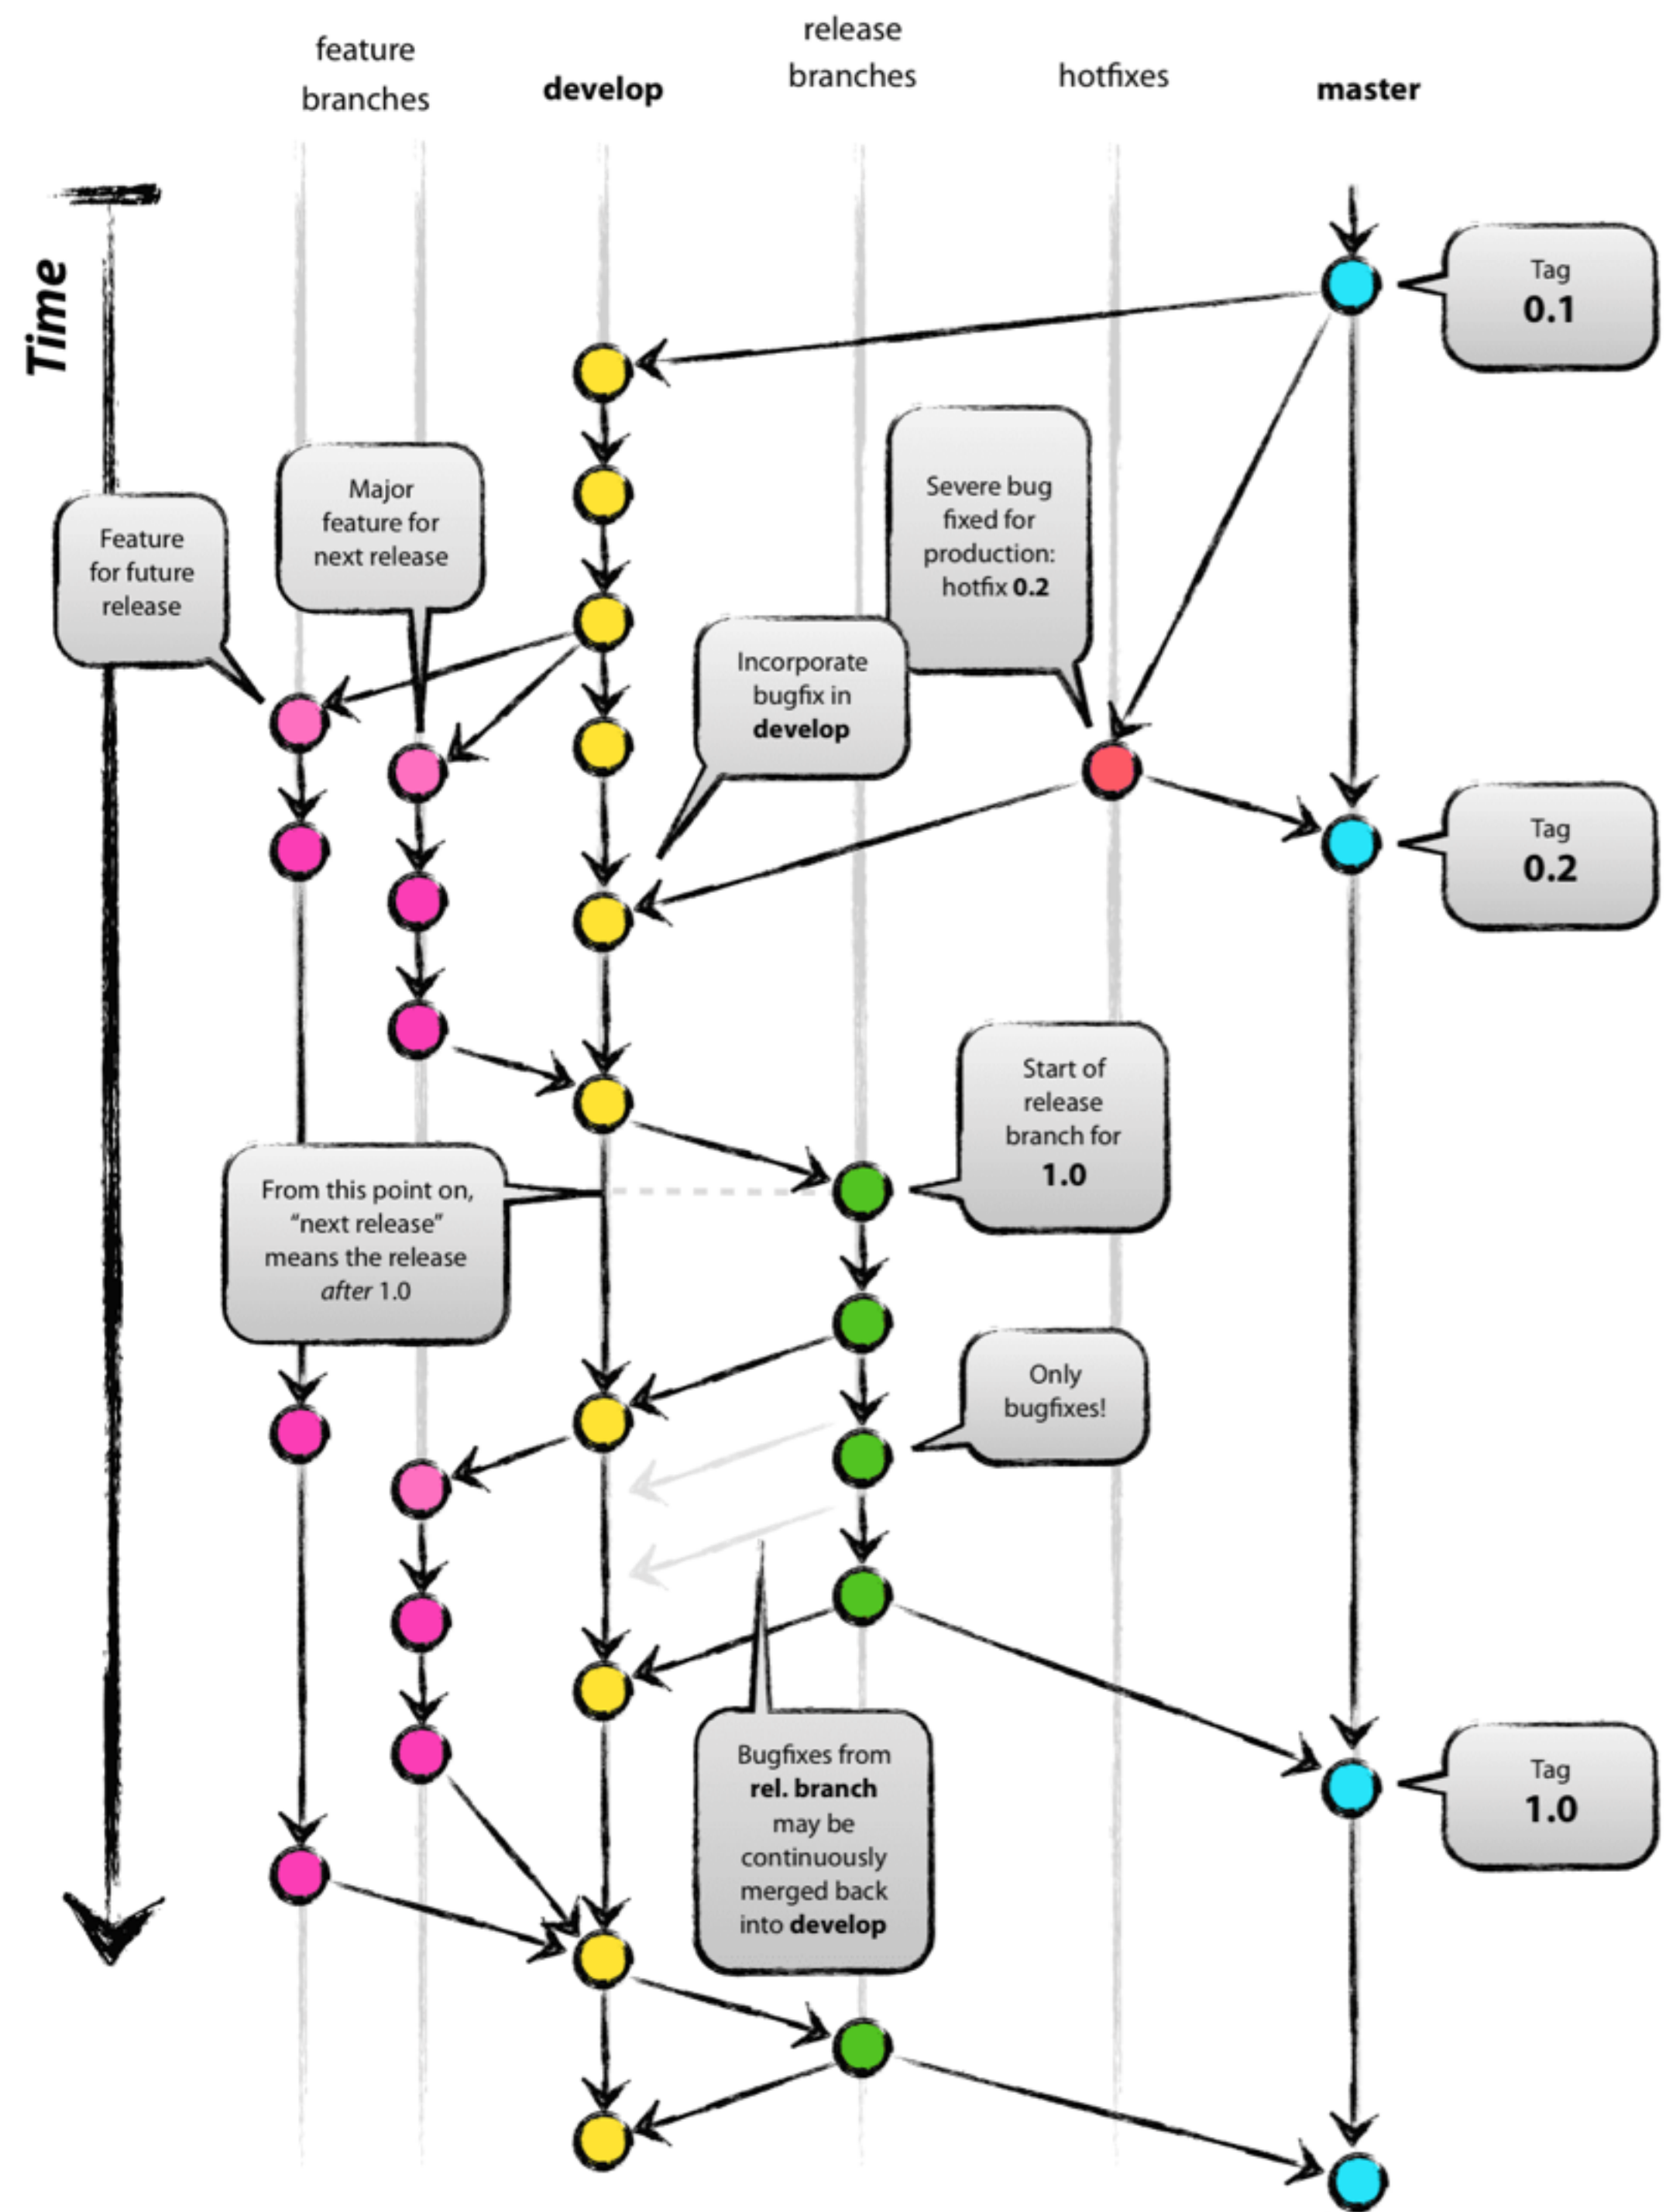 feature
branches
develop
release
branches
hotfixes
master
Time
Tag
0.1
Feature
for future
release
Major
feature for
next release
Severe bug
fixed for
production:
hotfix 0.2
Incorporate
bugfix in
develop
Tag
0.2
Start of
release
branch for
1.0
From this point on,
“next release”
means the release
after 1.0
Only
bugfixes!
Bugfixes from
rel. branch
may be
continuously
merged back
into develop
Tag
1.0